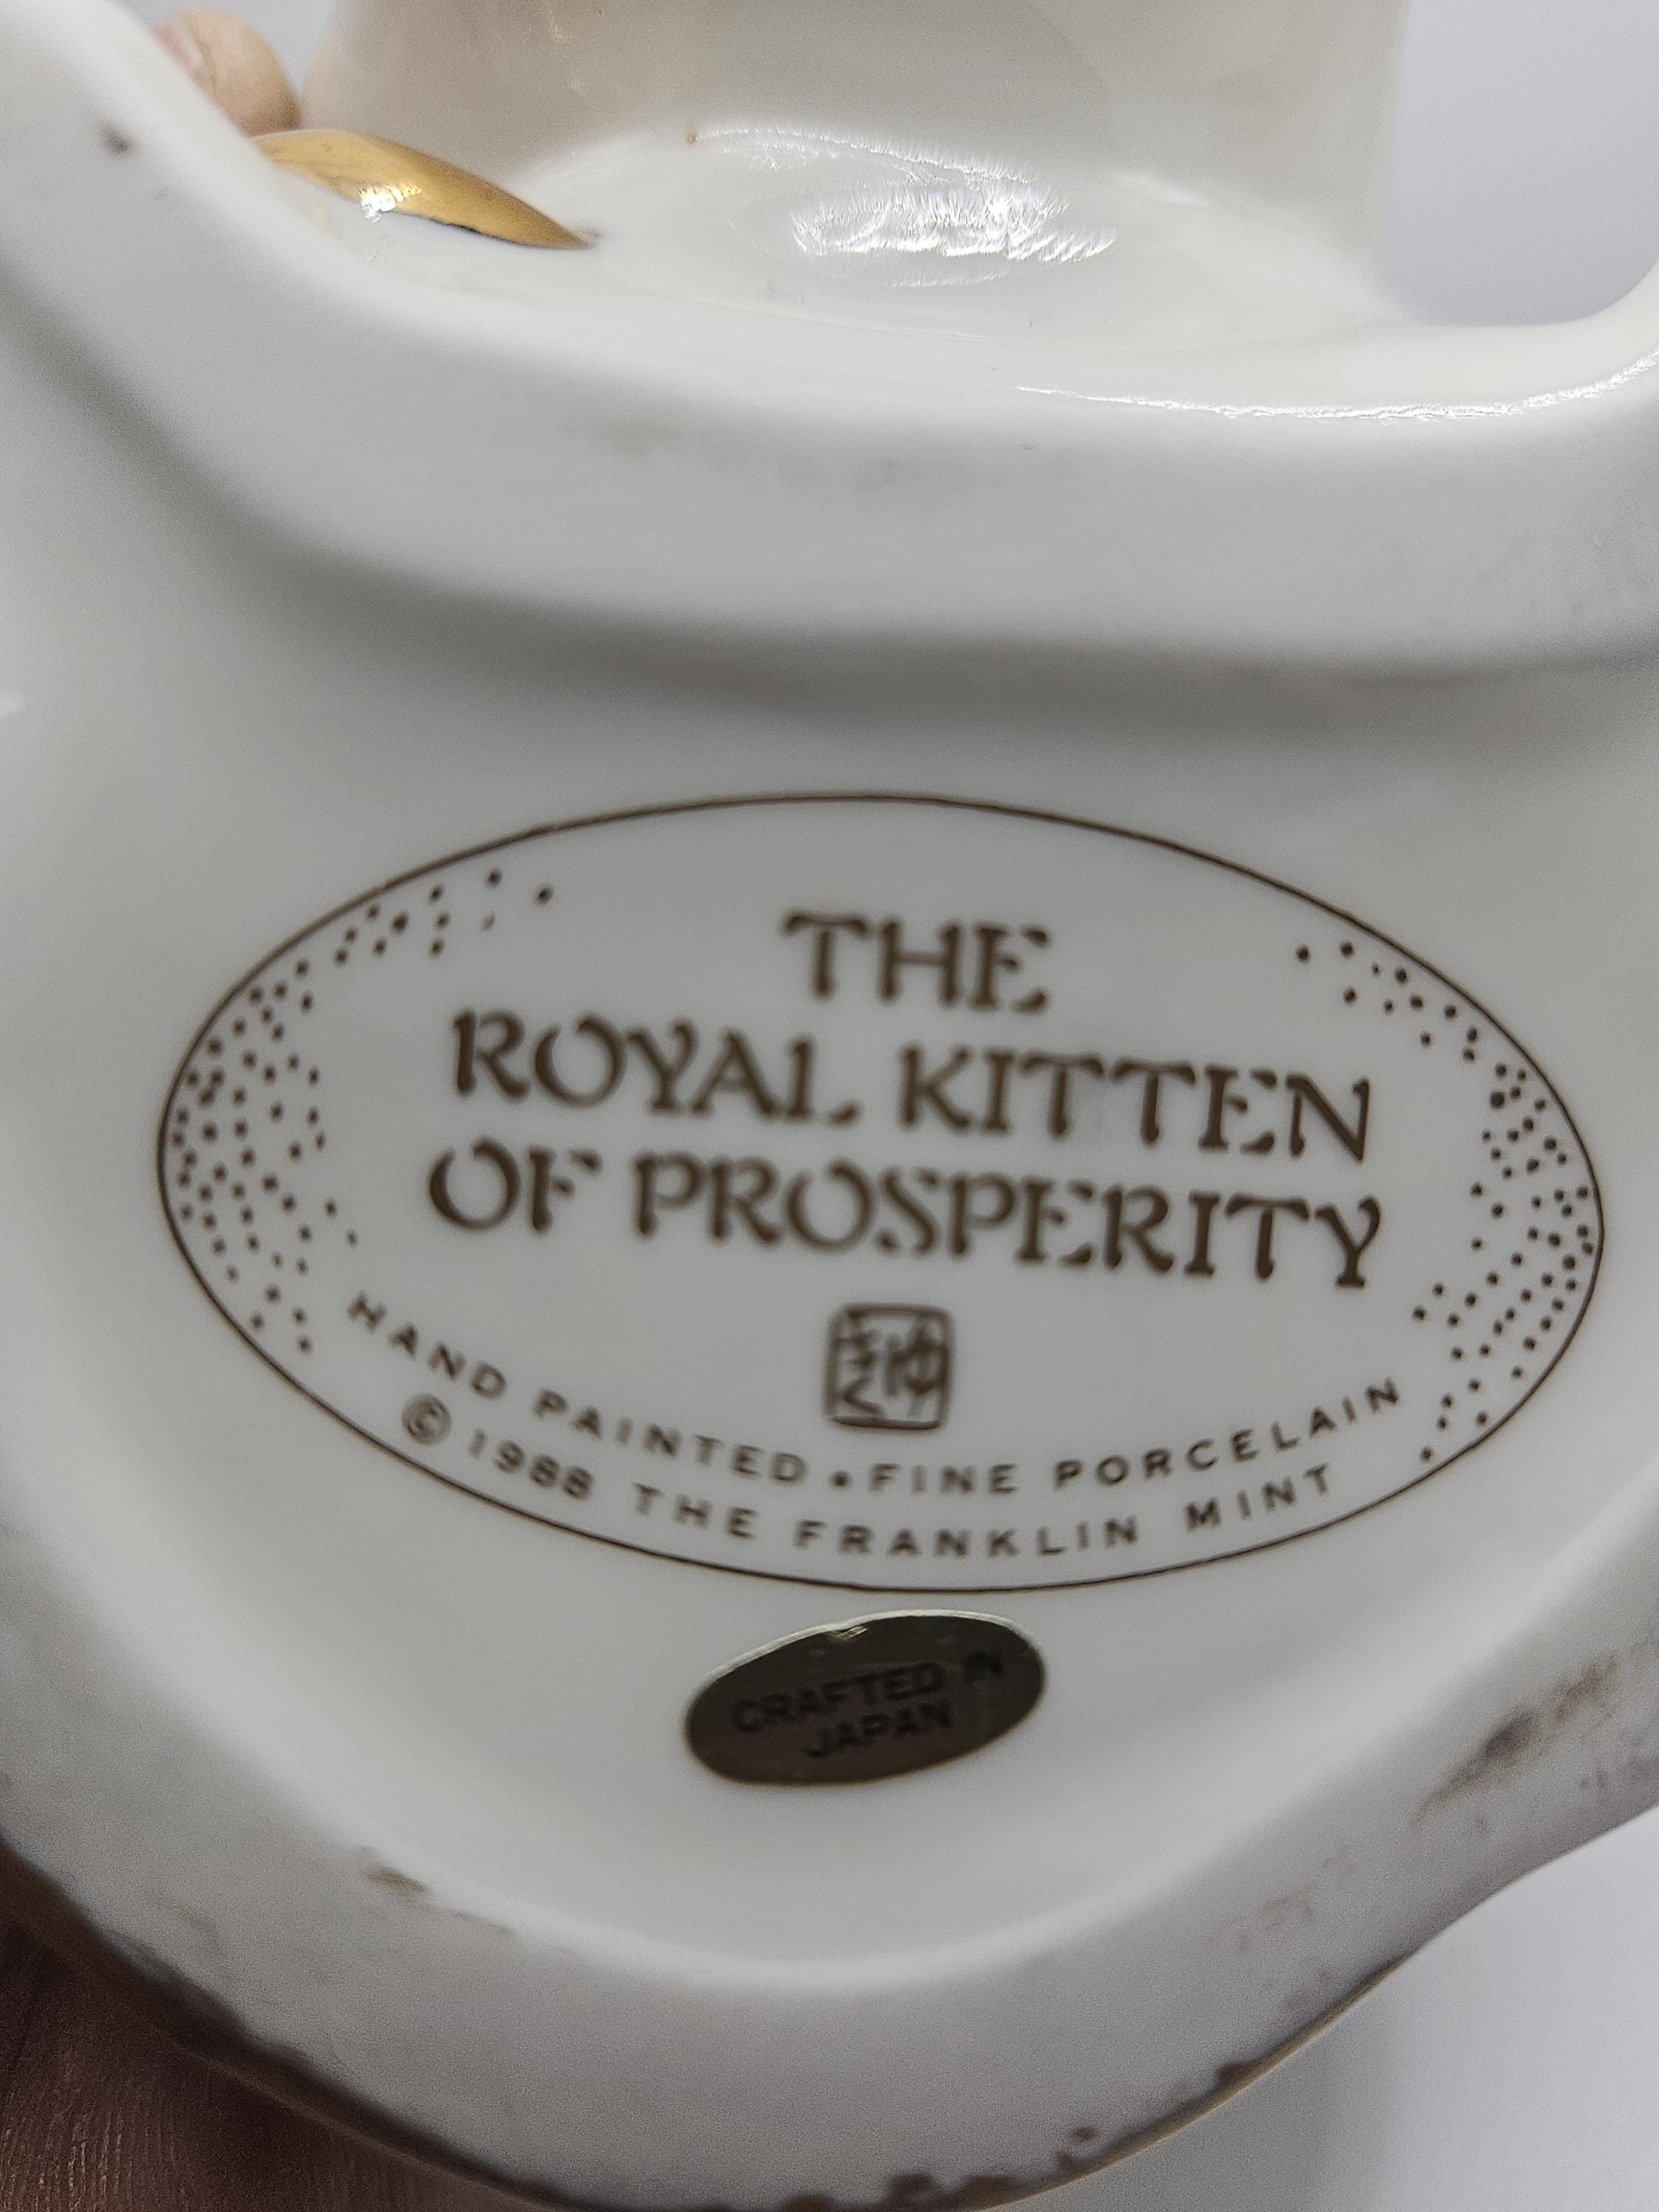 THE
ROYAL KITTEN
OF PROSPERITY
HAND PAINTED • FINE PORCELAIN
© 1988 THE FRANKLIN MINT
CRAFTED IN
JAPAN